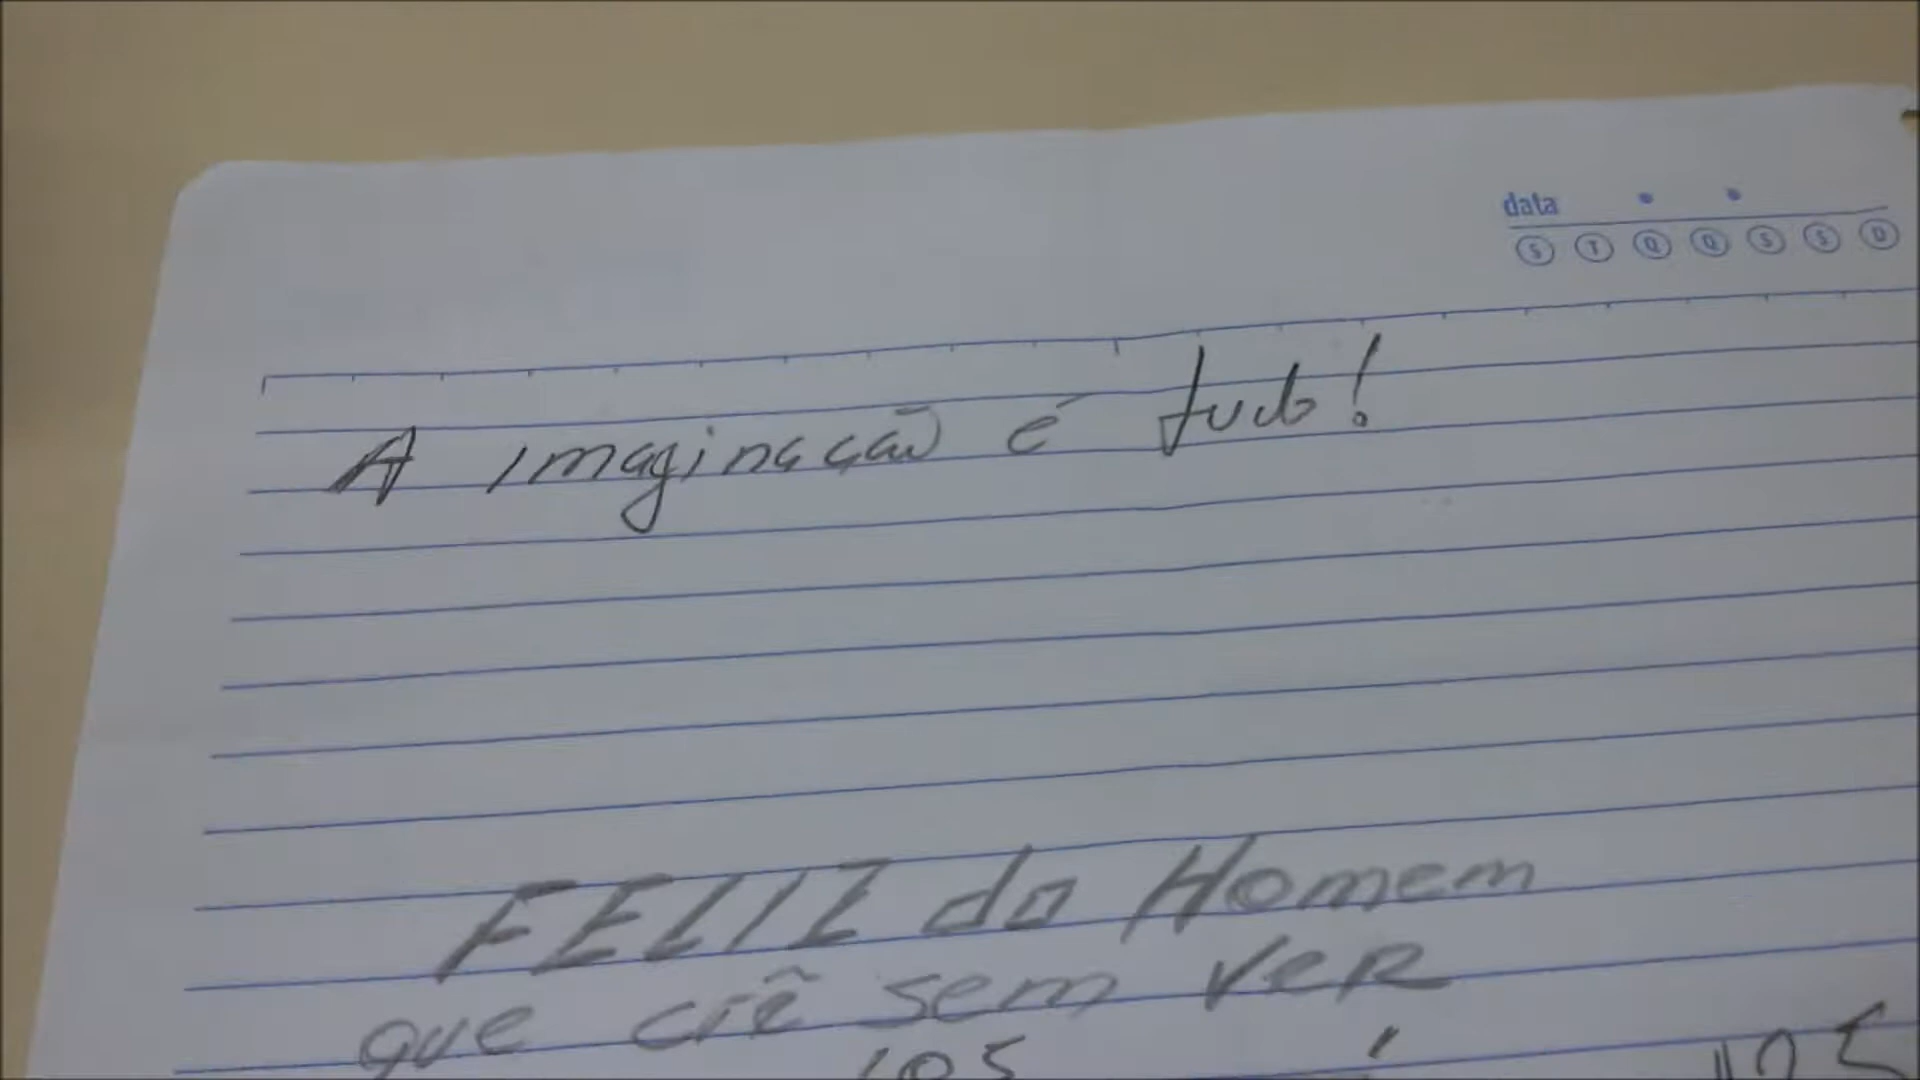 data
S T Q Q S S D
A imaginação é tudo!
FELIZ do Homem
que crê sem ver